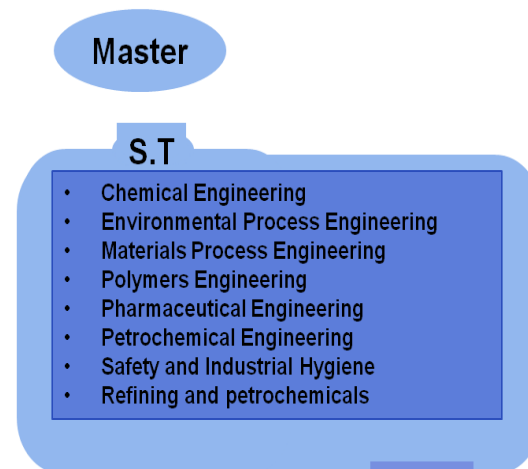 Master
S.T
• Chemical Engineering
• Environmental Process Engineering
• Materials Process Engineering
• Polymers Engineering
• Pharmaceutical Engineering
• Petrochemical Engineering
• Safety and Industrial Hygiene
• Refining and petrochemicals